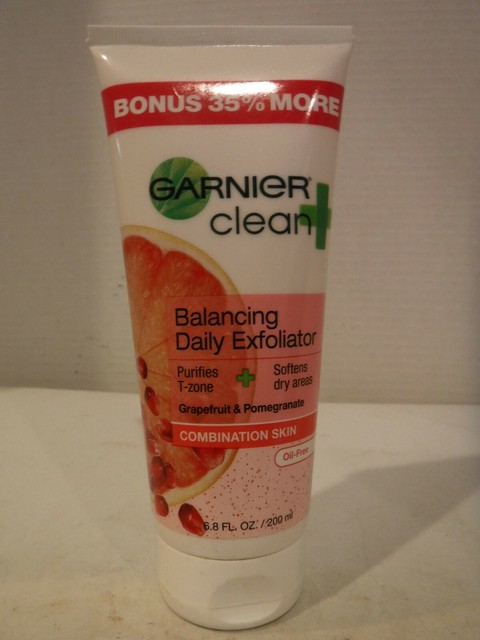 BONUS 35% MORE
GARNIER
clean+
Balancing
Daily Exfoliator
Purifies
T-zone
+
Softens
dry areas
Grapefruit & Pomegranate
COMBINATION SKIN
Oil-Free
6.8 FL. OZ. / 200 ml